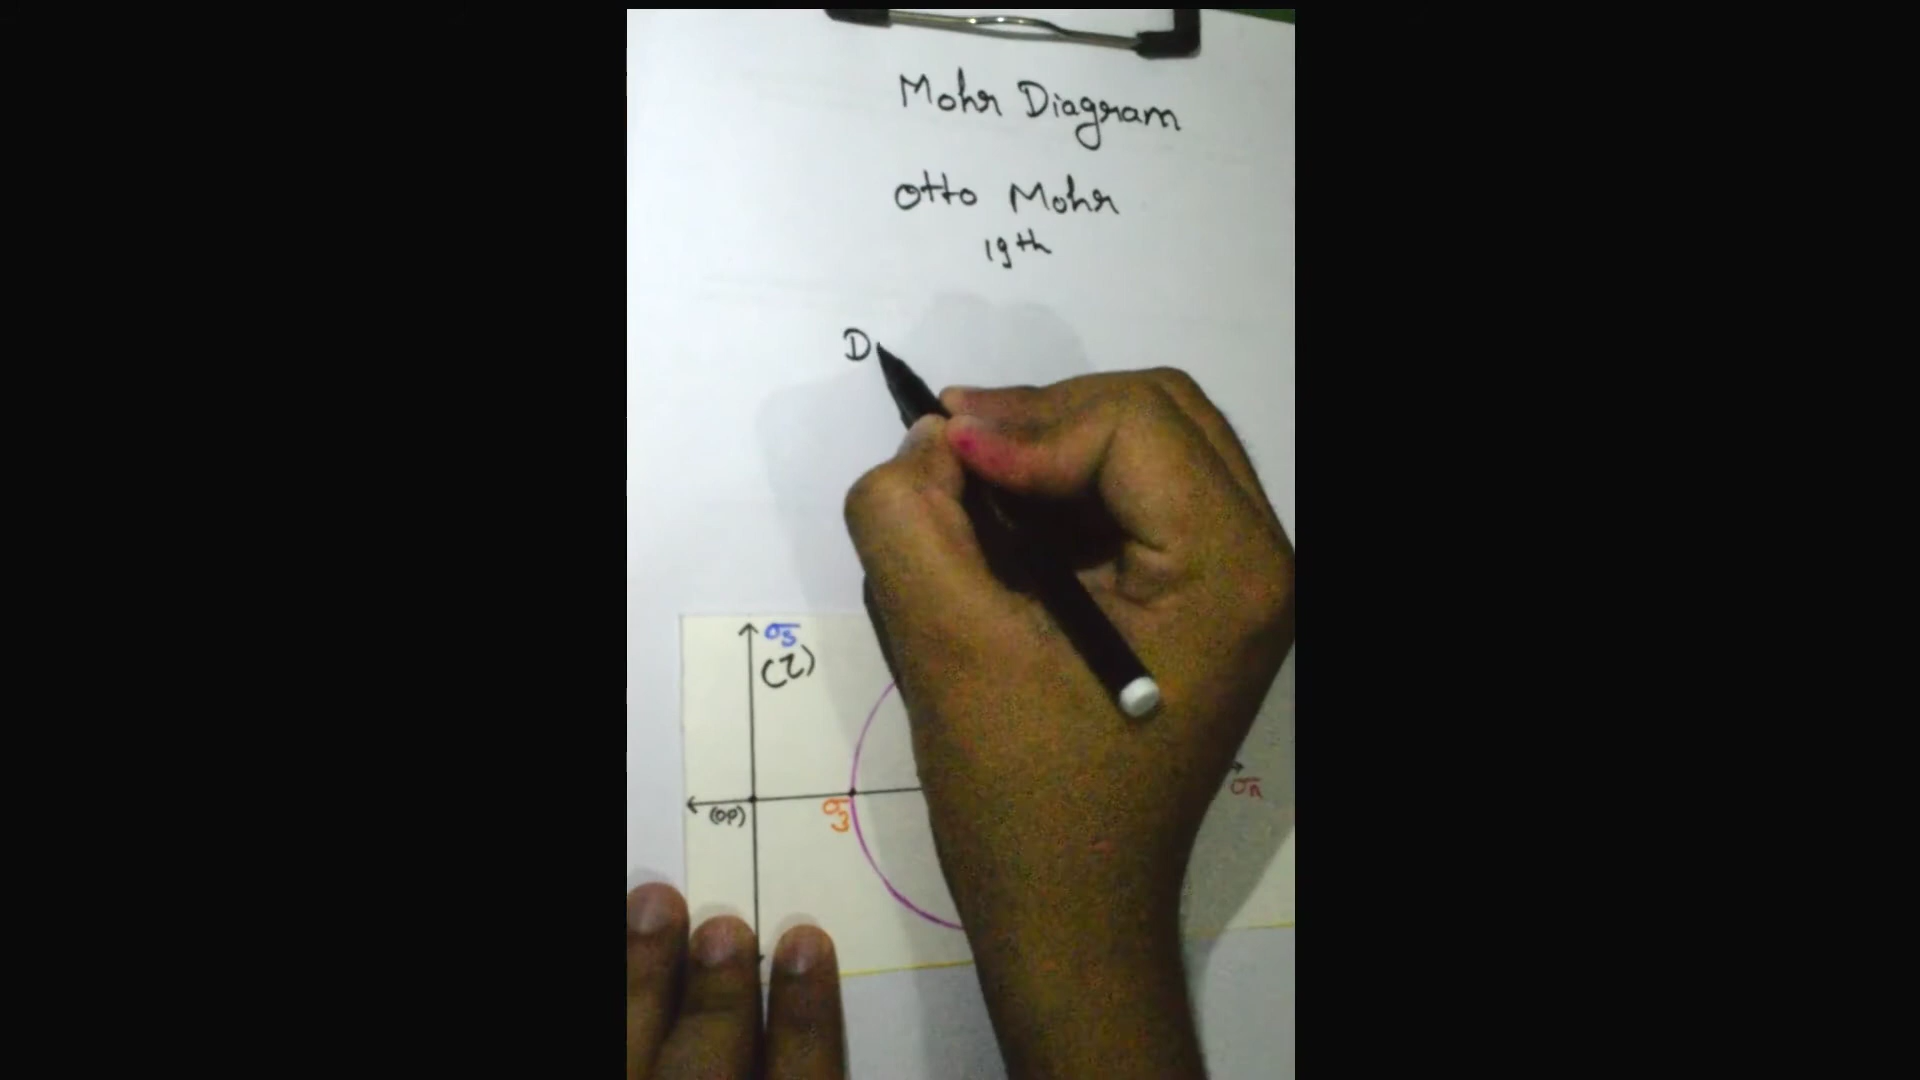 Mohr Diagram
Otto Mohr
19th
D
σs
(τ)
(op)
σ3
σn